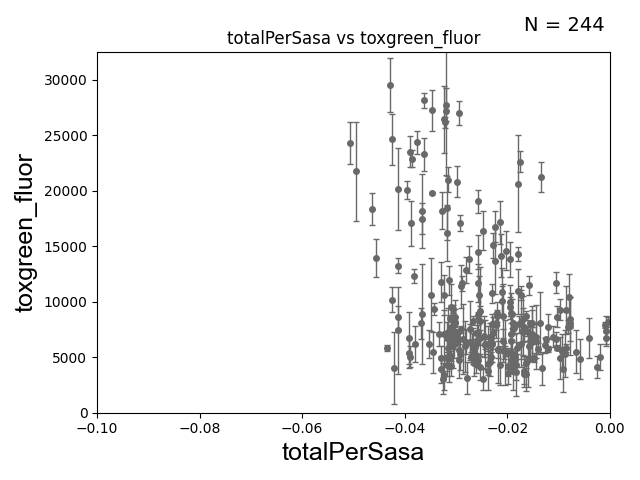 N = 244
totalPerSasa vs toxgreen_fluor
30000
25000
20000
15000
10000
5000
0
toxgreen_fluor
−0.10 −0.08 −0.06 −0.04 −0.02 0.00
totalPerSasa